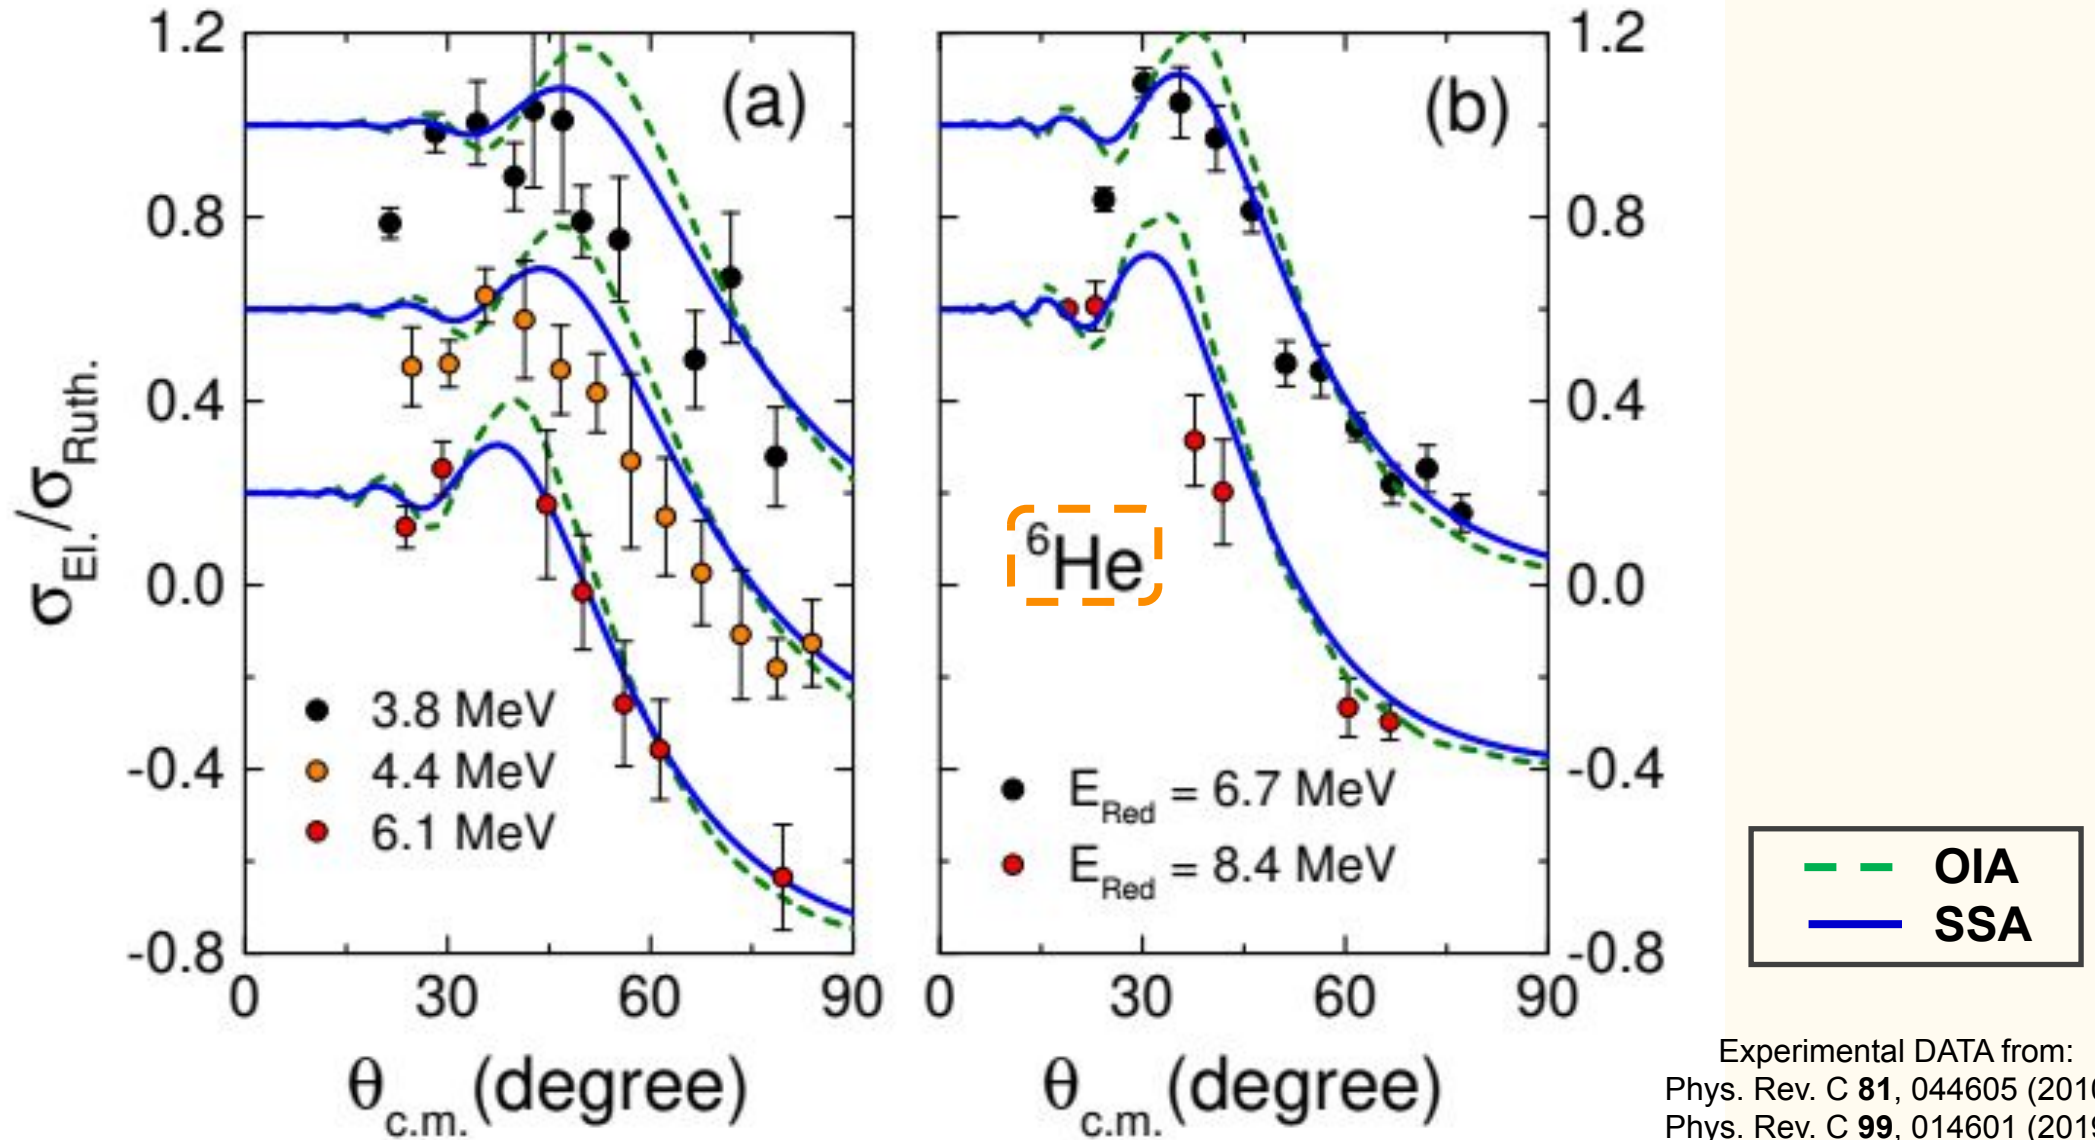 σEl./σRuth.
1.2
0.8
0.4
0.0
-0.4
-0.8
(a)
3.8 MeV
4.4 MeV
6.1 MeV
0 30 60 90
θc.m. (degree)
(b)
6He
ERed = 6.7 MeV
ERed = 8.4 MeV
1.2
0.8
0.4
0.0
-0.4
-0.8
0 30 60 90
θc.m. (degree)
OIA
SSA
Experimental DATA from:
Phys. Rev. C 81, 044605 (201
Phys. Rev. C 99, 014601 (201